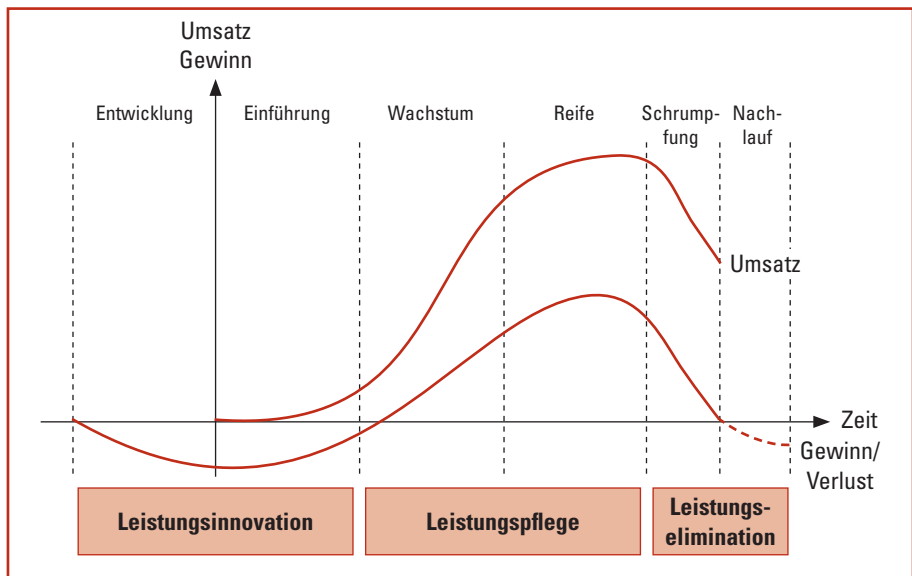 Umsatz
Gewinn
Entwicklung
Einführung
Wachstum
Reife
Schrump-
fung
Nach-
lauf
Umsatz
Zeit
Gewinn/
Verlust
Leistungsinnovation
Leistungspflege
Leistungs-
elimination